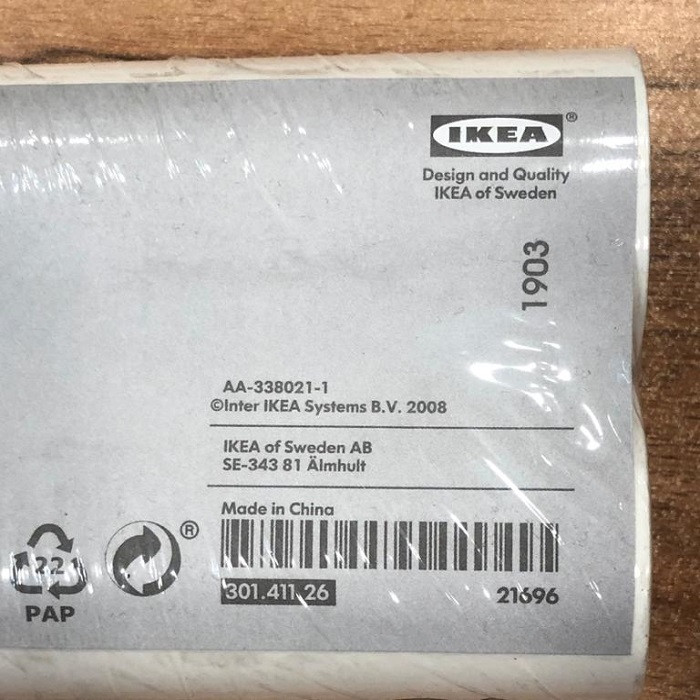 IKEA®
Design and Quality
IKEA of Sweden
1903
AA-338021-1
©Inter IKEA Systems B.V. 2008
IKEA of Sweden AB
SE-343 81 Älmhult
Made in China
22
PAP
®
301.411.26
21696